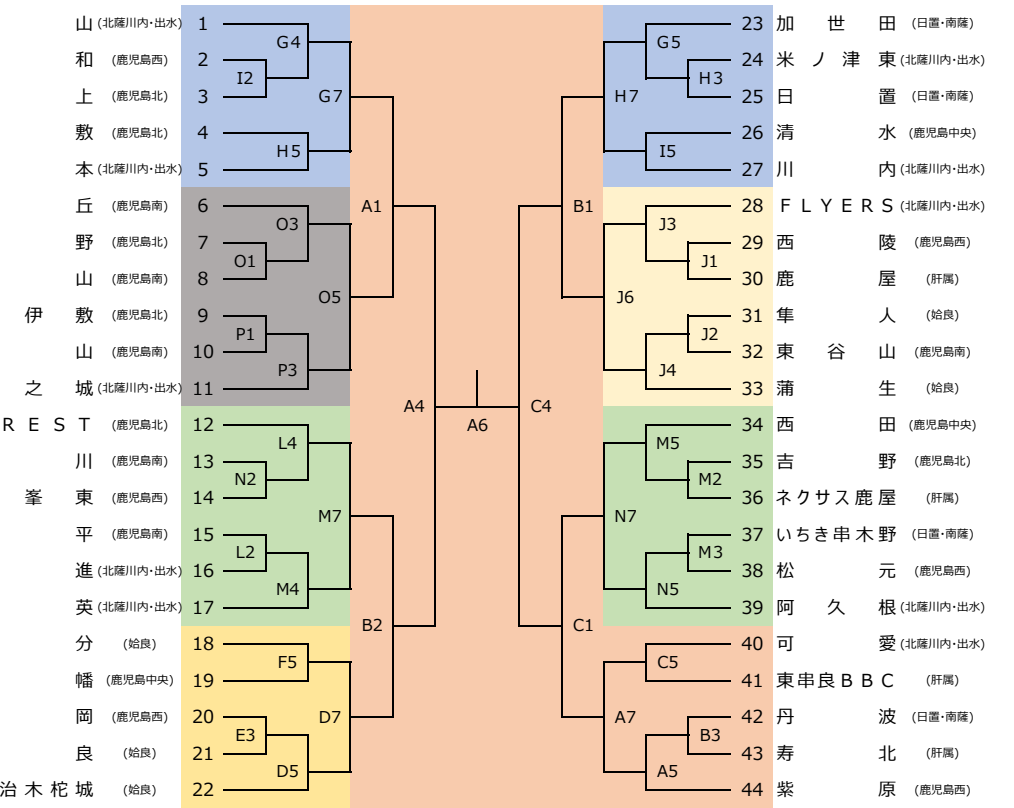 山 (北薩川内・出水) 1
和 (鹿児島西) 2
上 (鹿児島北) 3
敷 (鹿児島北) 4
本 (北薩川内・出水) 5
丘 (鹿児島南) 6
野 (鹿児島北) 7
山 (鹿児島南) 8
伊敷 (鹿児島北) 9
山 (鹿児島南) 10
之城 (北薩川内・出水) 11
REST (鹿児島北) 12
川 (鹿児島南) 13
峯東 (鹿児島西) 14
平 (鹿児島南) 15
進 (北薩川内・出水) 16
英 (北薩川内・出水) 17
分 (姶良) 18
幡 (鹿児島中央) 19
岡 (鹿児島西) 20
良 (姶良) 21
治木柁城 (姶良) 22
G4
I2
G7
H5
A1
O3
O1
O5
P1
P3
A4
L4
N2
M7
L2
M4
B2
F5
D7
E3
D5
A6
C4
B1
H7
G5
H3
I5
J3
J1
J6
J2
J4
M5
M2
N7
M3
N5
C1
C5
A7
B3
A5
23 加世田 (日置・南薩)
24 米ノ津東 (北薩川内・出水)
25 日置 (日置・南薩)
26 清水 (鹿児島中央)
27 川内 (北薩川内・出水)
28 FLYERS (北薩川内・出水)
29 西陵 (鹿児島西)
30 鹿屋 (肝属)
31 隼人 (姶良)
32 東谷山 (鹿児島南)
33 蒲生 (姶良)
34 西田 (鹿児島中央)
35 吉野 (鹿児島北)
36 ネクサス鹿屋 (肝属)
37 いちき串木野 (日置・南薩)
38 松元 (鹿児島西)
39 阿久根 (北薩川内・出水)
40 可愛 (北薩川内・出水)
41 東串良BBC (肝属)
42 丹波 (日置・南薩)
43 寿北 (肝属)
44 紫原 (鹿児島西)